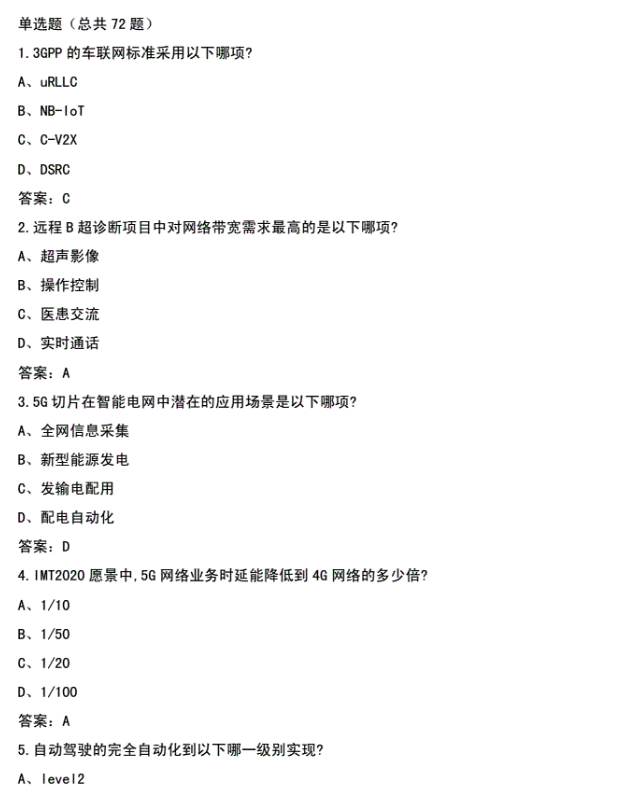 单选题（总共 72 题）
1.3GPP 的车联网标准采用以下哪项?
A、uRLLC
B、NB-IoT
C、C-V2X
D、DSRC
答案：C
2.远程 B 超诊断项目中对网络带宽需求最高的是以下哪项?
A、超声影像
B、操作控制
C、医患交流
D、实时通话
答案：A
3.5G 切片在智能电网中潜在的应用场景是以下哪项?
A、全网信息采集
B、新型能源发电
C、发输电配用
D、配电自动化
答案：D
4.IMT2020 愿景中,5G 网络业务时延能降低到 4G 网络的多少倍?
A、1/10
B、1/50
C、1/20
D、1/100
答案：A
5.自动驾驶的完全自动化到以下哪一级别实现?
A、level2